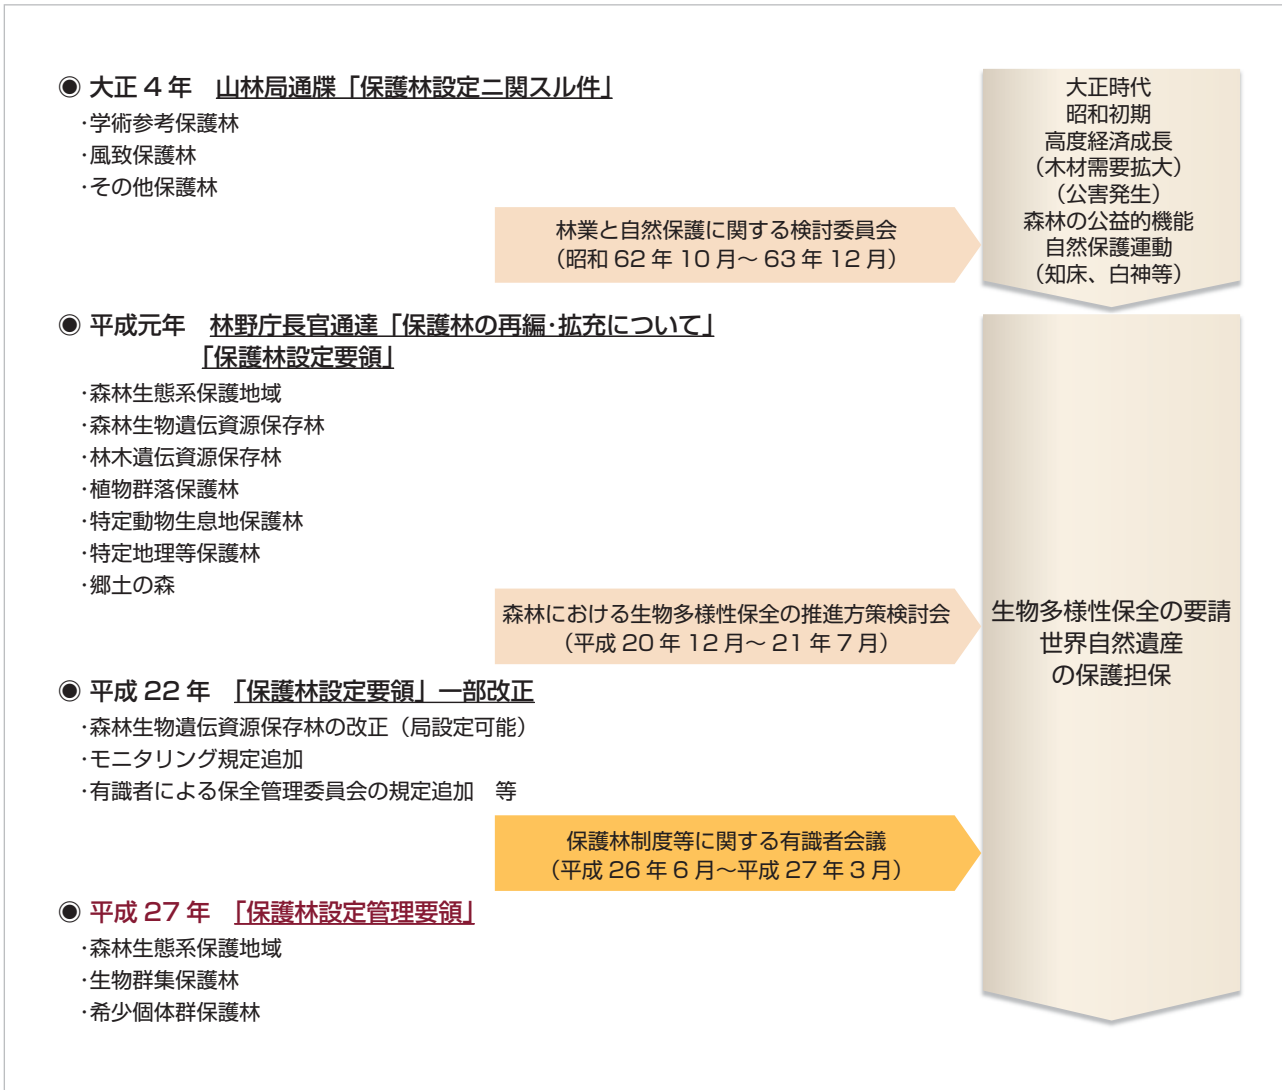 ◉ 大正 4 年　山林局通牒「保護林設定ニ関スル件」
・学術参考保護林
・風致保護林
・その他保護林
林業と自然保護に関する検討委員会
（昭和 62 年 10 月～ 63 年 12 月）
大正時代
昭和初期
高度経済成長
（木材需要拡大）
（公害発生）
森林の公益的機能
自然保護運動
（知床、白神等）
◉ 平成元年　林野庁長官通達「保護林の再編・拡充について」
「保護林設定要領」
・森林生態系保護地域
・森林生物遺伝資源保存林
・林木遺伝資源保存林
・植物群落保護林
・特定動物生息地保護林
・特定地理等保護林
・郷土の森
森林における生物多様性保全の推進方策検討会
（平成 20 年 12 月～ 21 年 7 月）
生物多様性保全の要請
世界自然遺産
の保護担保
◉ 平成 22 年　「保護林設定要領」一部改正
・森林生物遺伝資源保存林の改正（局設定可能）
・モニタリング規定追加
・有識者による保全管理委員会の規定追加　等
保護林制度等に関する有識者会議
（平成 26 年 6 月～平成 27 年 3 月）
◉ 平成 27 年　「保護林設定管理要領」
・森林生態系保護地域
・生物群集保護林
・希少個体群保護林